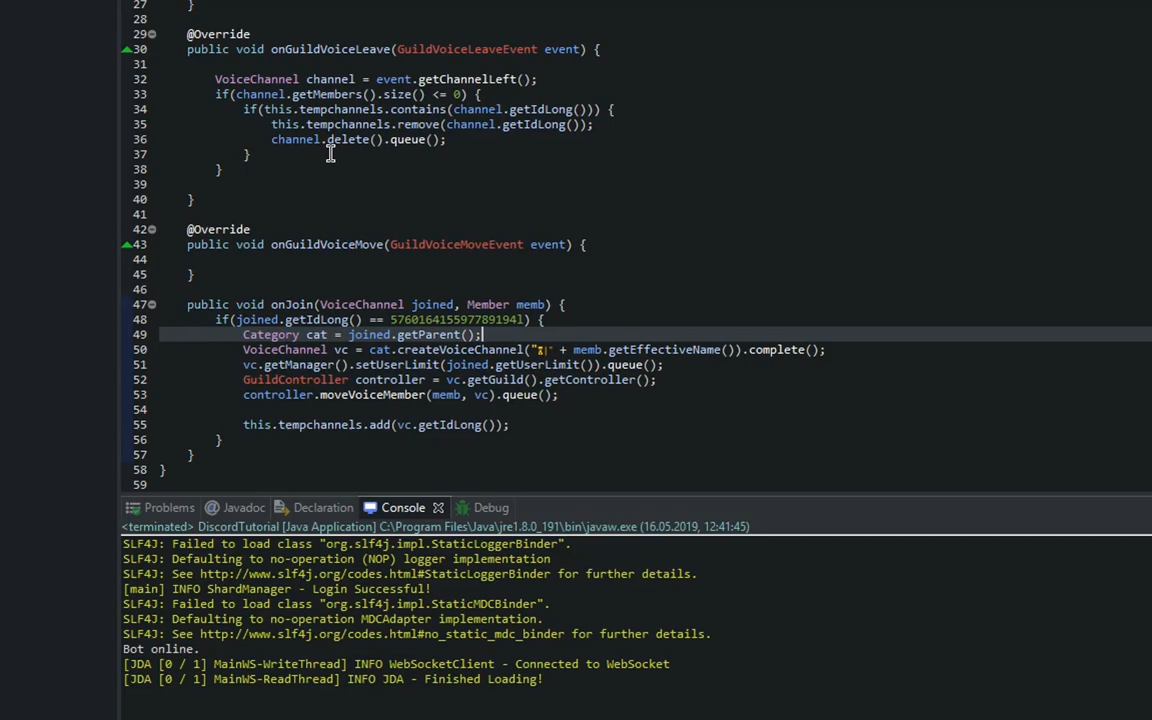 27 }
28
29 @Override
30 public void onGuildVoiceLeave(GuildVoiceLeaveEvent event) {
31
32 VoiceChannel channel = event.getChannelLeft();
33 if(channel.getMembers().size() <= 0) {
34 if(this.tempchannels.contains(channel.getIdLong())) {
35 this.tempchannels.remove(channel.getIdLong());
36 channel.delete().queue();
37 }
38 }
39
40 }
41
42 @Override
43 public void onGuildVoiceMove(GuildVoiceMoveEvent event) {
44
45 }
46
47 public void onJoin(VoiceChannel joined, Member memb) {
48 if(joined.getIdLong() == 576016415597789194l) {
49 Category cat = joined.getParent();
50 VoiceChannel vc = cat.createVoiceChannel("⏳|" + memb.getEffectiveName()).complete();
51 vc.getManager().setUserLimit(joined.getUserLimit()).queue();
52 GuildController controller = vc.getGuild().getController();
53 controller.moveVoiceMember(memb, vc).queue();
54
55 this.tempchannels.add(vc.getIdLong());
56 }
57 }
58 }
59
Problems Javadoc Declaration Console Debug
<terminated> DiscordTutorial [Java Application] C:\Program Files\Java\jre1.8.0_191\bin\javaw.exe (16.05.2019, 12:41:45)
SLF4J: Failed to load class "org.slf4j.impl.StaticLoggerBinder".
SLF4J: Defaulting to no-operation (NOP) logger implementation
SLF4J: See http://www.slf4j.org/codes.html#StaticLoggerBinder for further details.
[main] INFO ShardManager - Login Successful!
SLF4J: Failed to load class "org.slf4j.impl.StaticMDCBinder".
SLF4J: Defaulting to no-operation MDCAdapter implementation.
SLF4J: See http://www.slf4j.org/codes.html#no_static_mdc_binder for further details.
Bot online.
[JDA [0 / 1] MainWS-WriteThread] INFO WebSocketClient - Connected to WebSocket
[JDA [0 / 1] MainWS-ReadThread] INFO JDA - Finished Loading!